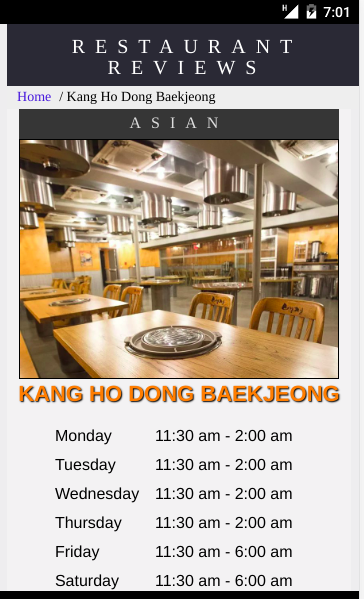 H 7:01
RESTAURANT
REVIEWS
Home / Kang Ho Dong Baekjeong
ASIAN
KANG HO DONG BAEKJEONG
Monday 11:30 am - 2:00 am
Tuesday 11:30 am - 2:00 am
Wednesday 11:30 am - 2:00 am
Thursday 11:30 am - 2:00 am
Friday 11:30 am - 6:00 am
Saturday 11:30 am - 6:00 am